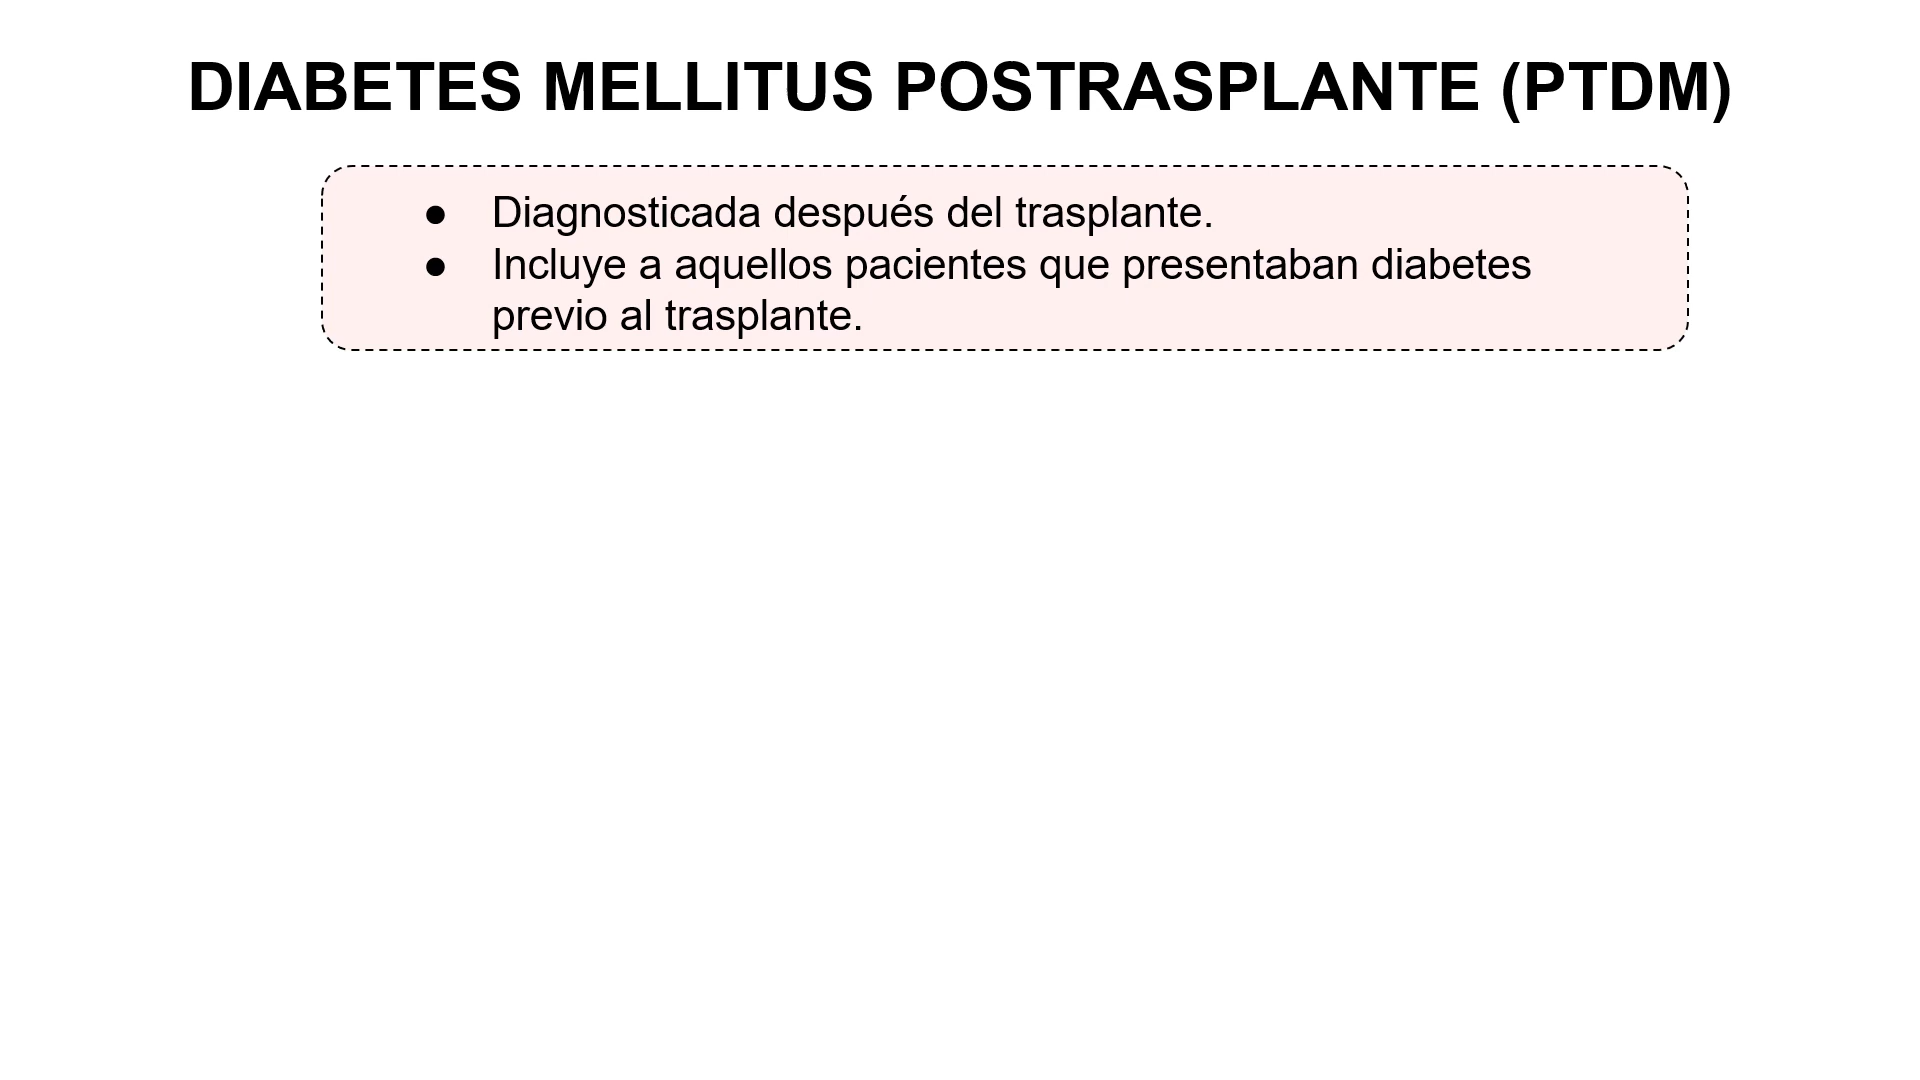 DIABETES MELLITUS POSTRASPLANTE (PTDM)
● Diagnosticada después del trasplante.
● Incluye a aquellos pacientes que presentaban diabetes
previo al trasplante.